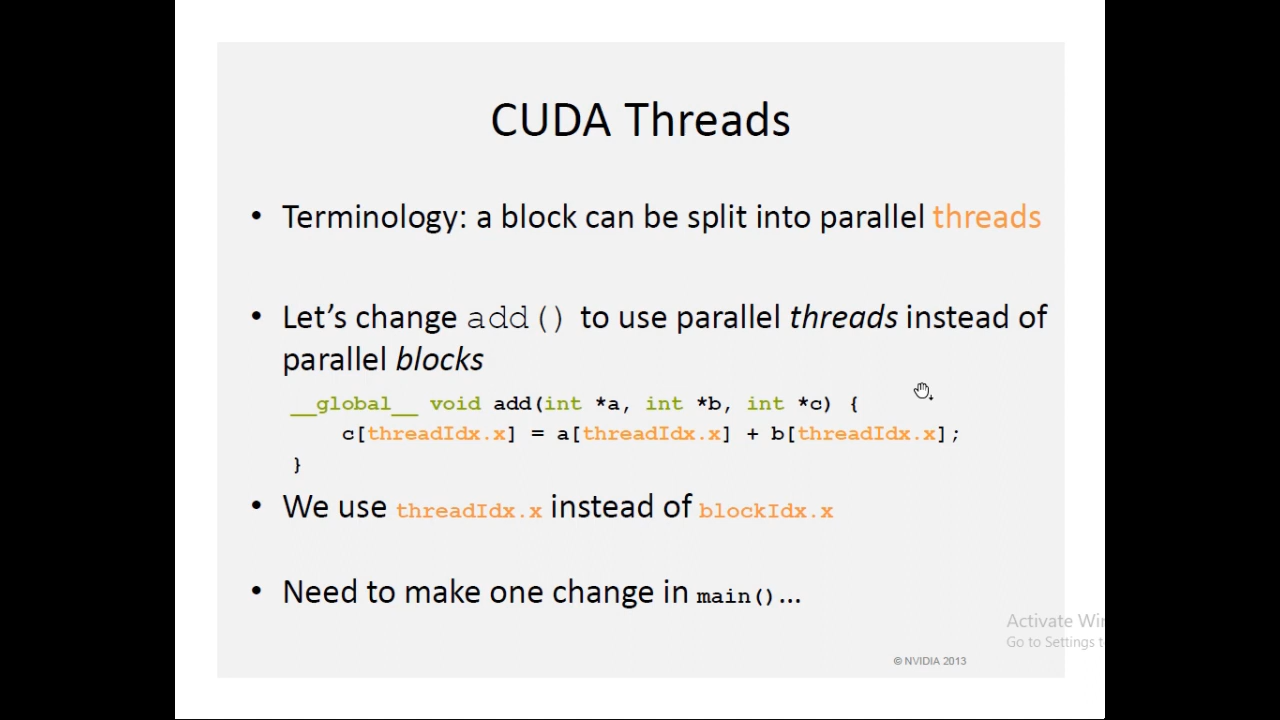 CUDA Threads
• Terminology: a block can be split into parallel threads
• Let's change add() to use parallel threads instead of
parallel blocks
__global__ void add(int *a, int *b, int *c) {
c[threadIdx.x] = a[threadIdx.x] + b[threadIdx.x];
}
• We use threadIdx.x instead of blockIdx.x
• Need to make one change in main()…
Activate
Go to Settings
© NVIDIA 2013